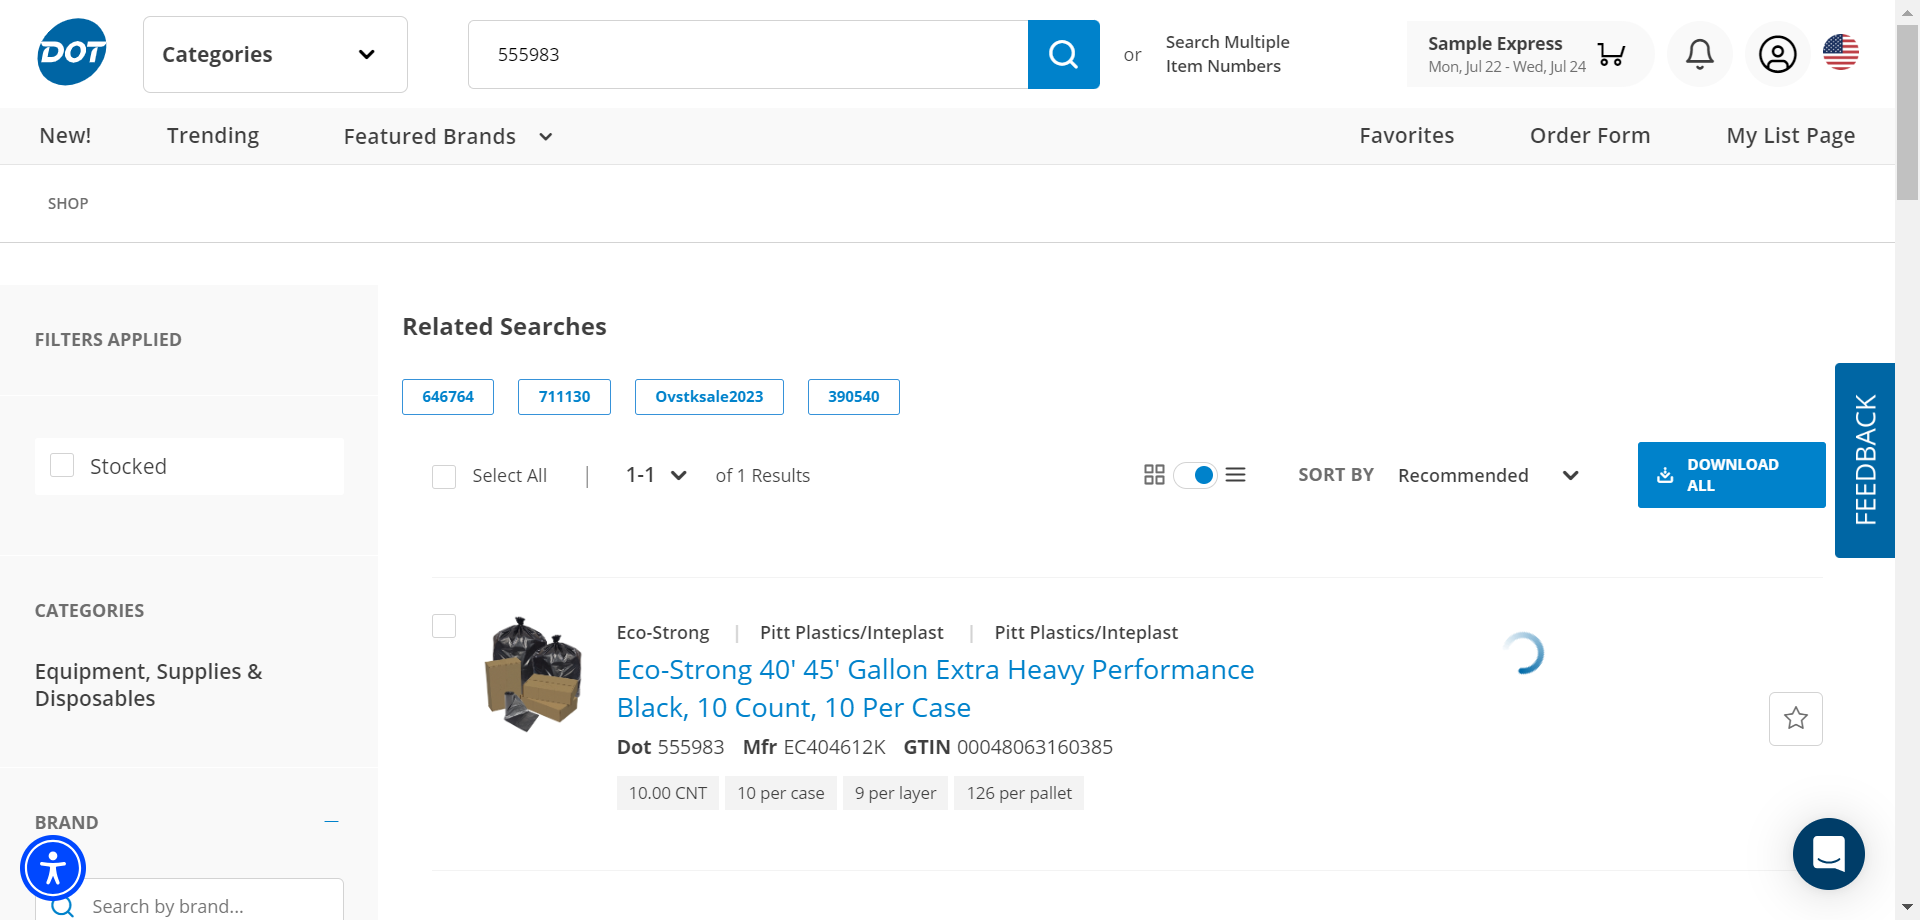 DOT
Categories
555983
or
Search Multiple
Item Numbers
Sample Express
Mon, Jul 22 - Wed, Jul 24
New!
Trending
Featured Brands
Favorites
Order Form
My List Page
SHOP
FILTERS APPLIED
Stocked
CATEGORIES
Equipment, Supplies &
Disposables
BRAND
Search by brand...
Related Searches
646764
711130
Ovstksale2023
390540
Select All
1-1
of 1 Results
SORT BY
Recommended
DOWNLOAD
ALL
FEEDBACK
Eco-Strong | Pitt Plastics/Inteplast | Pitt Plastics/Inteplast
Eco-Strong 40' 45' Gallon Extra Heavy Performance
Black, 10 Count, 10 Per Case
Dot 555983 Mfr EC404612K GTIN 00048063160385
10.00 CNT
10 per case
9 per layer
126 per pallet